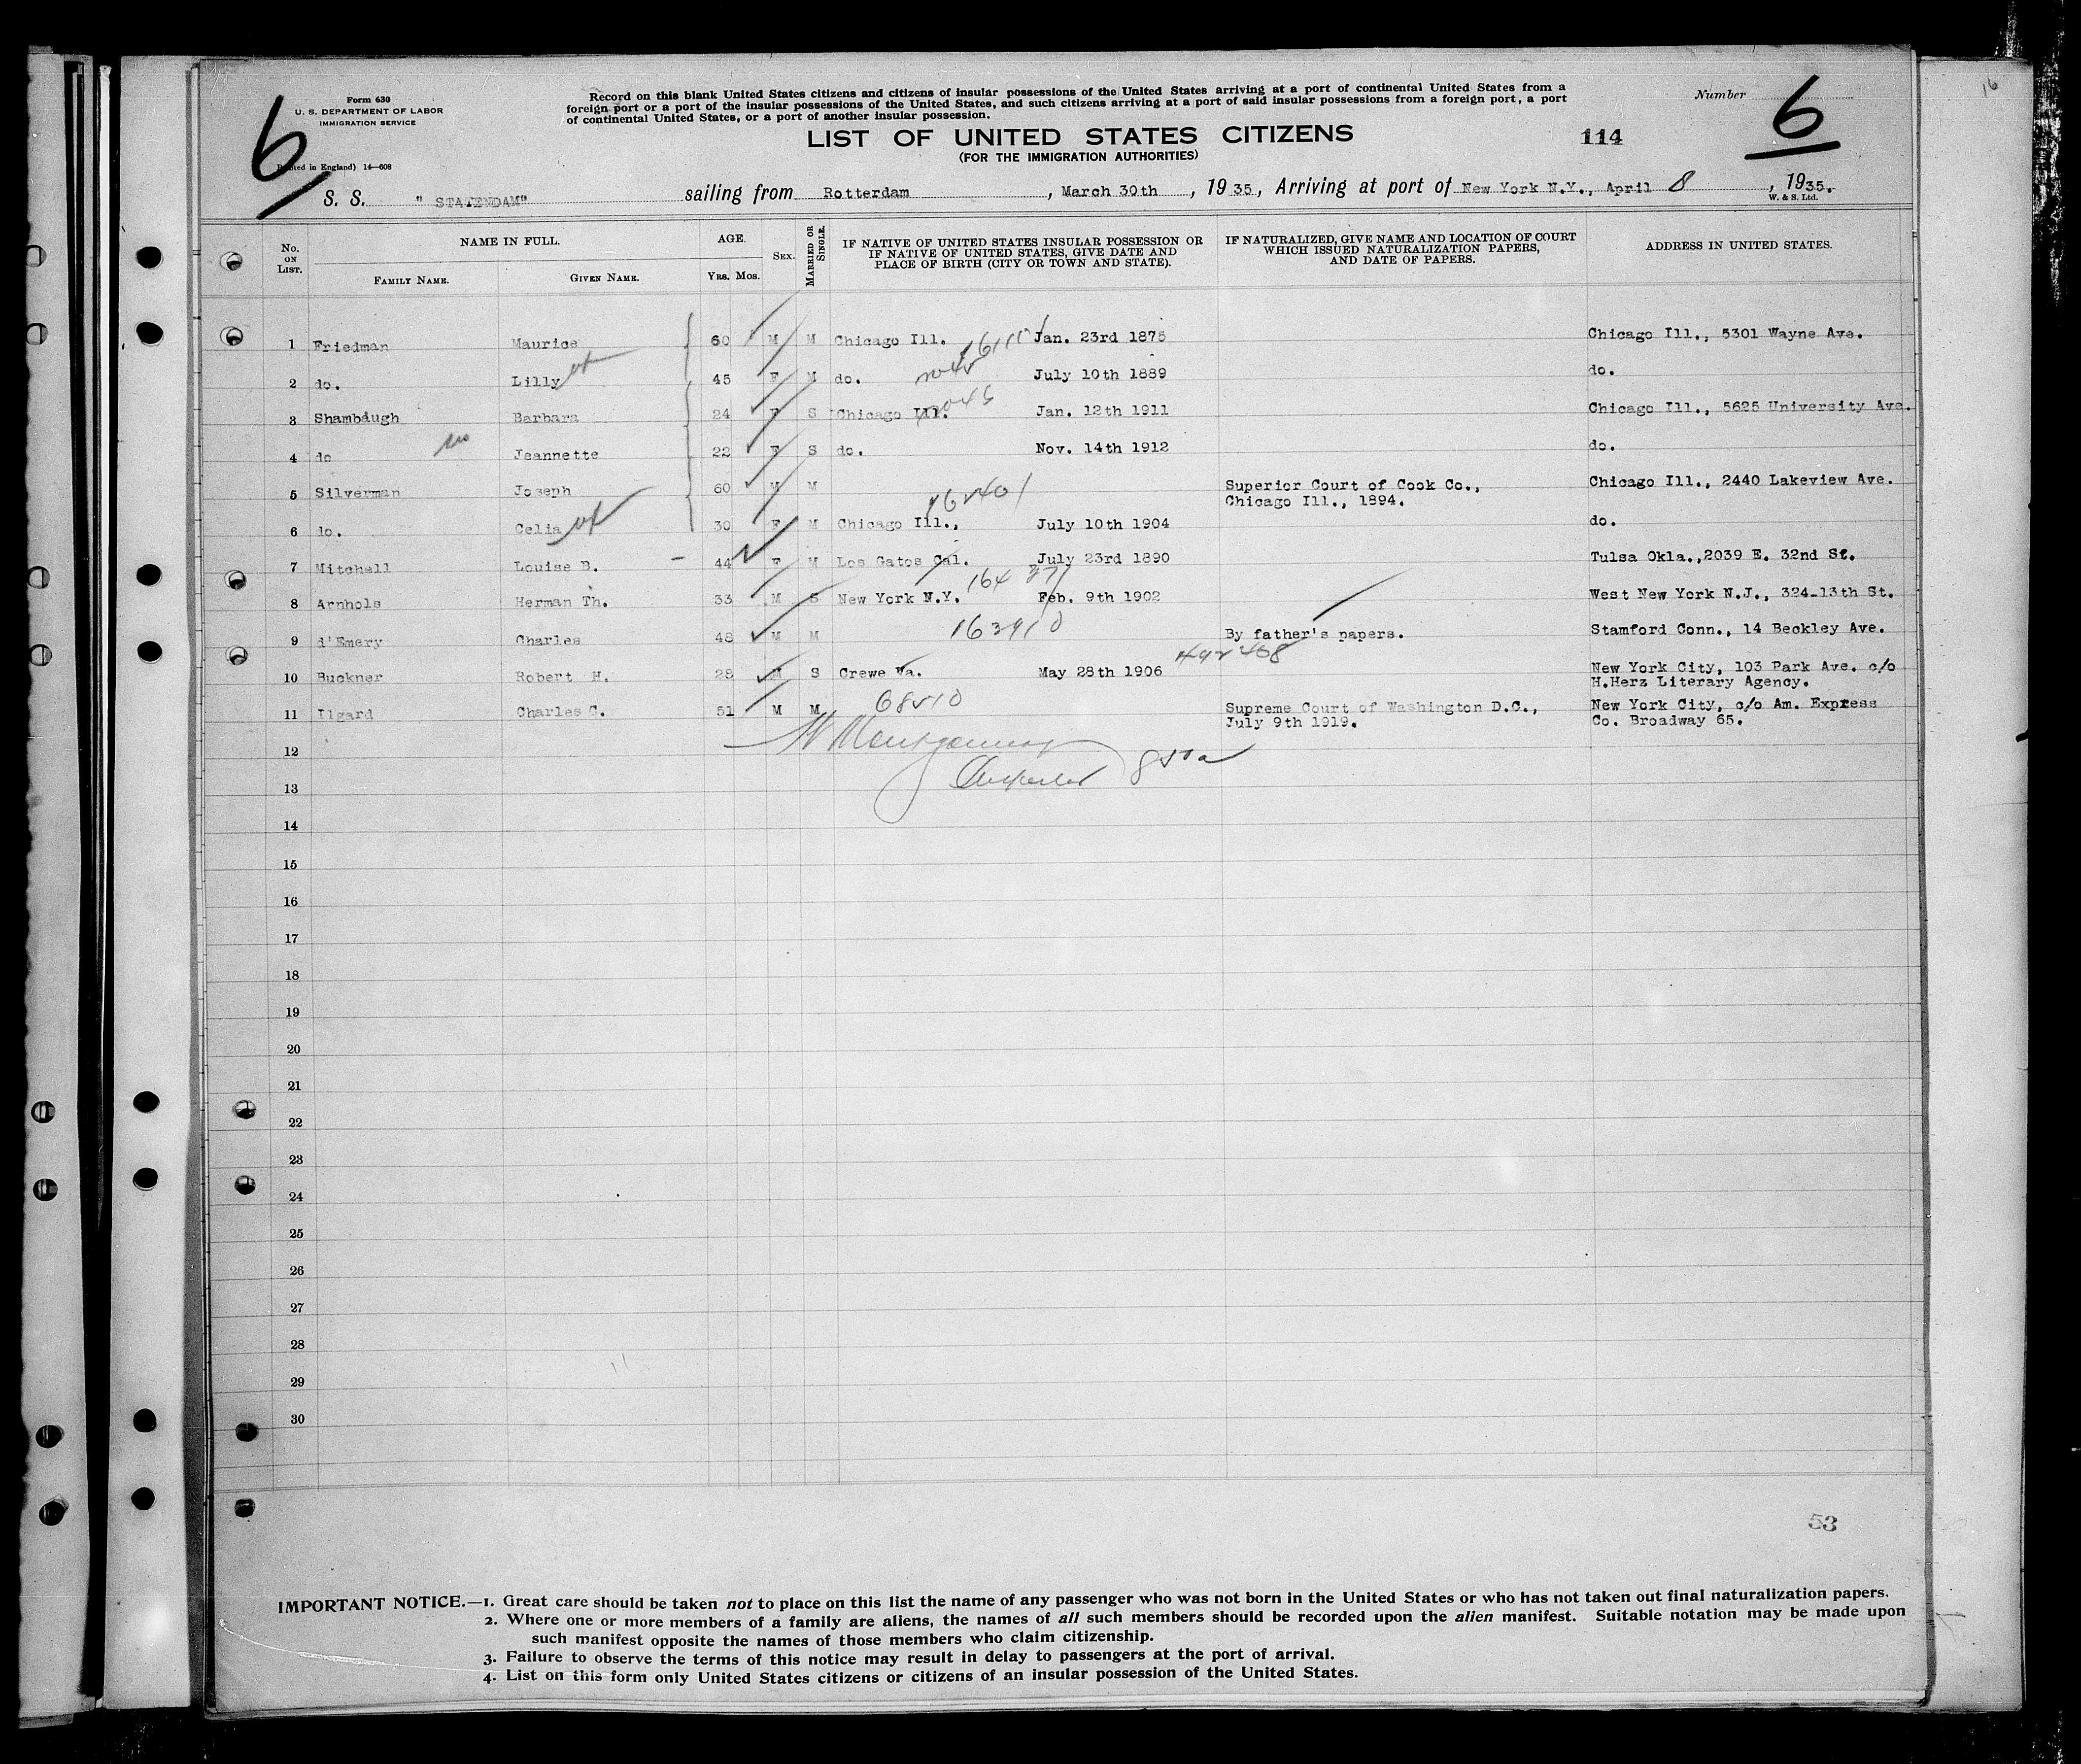 16
Form 630
U. S. DEPARTMENT OF LABOR
IMMIGRATION SERVICE
in England) 14—608
6
Record on this blank United States citizens and citizens of insular possessions of the United States arriving at a port of continental United States from a
foreign port or a port of the insular possessions of the United States, and such citizens arriving at a port of said insular possessions from a foreign port, a port
of continental United States, or a port of another insular possession.
LIST OF UNITED STATES CITIZENS
(FOR THE IMMIGRATION AUTHORITIES)
114
Number 6
S. S. " STATENDAM" sailing from Rotterdam , March 30th , 19 35, Arriving at port of New York N.Y., April 8 , 1935.
W. & S. Ltd.
No. ON LIST. NAME IN FULL. FAMILY NAME. GIVEN NAME. AGE. YRS. MOS. SEX. MARRIED OR SINGLE. IF NATIVE OF UNITED STATES INSULAR POSSESSION OR IF NATIVE OF UNITED STATES, GIVE DATE AND PLACE OF BIRTH (CITY OR TOWN AND STATE). IF NATURALIZED, GIVE NAME AND LOCATION OF COURT WHICH ISSUED NATURALIZATION PAPERS, AND DATE OF PAPERS. ADDRESS IN UNITED STATES.
1 Friedman Maurice 60 M M Chicago Ill. Jan. 23rd 1875 Chicago Ill., 5301 Wayne Ave.
2 do. Lilly 45 F M do. July 10th 1889 do.
3 Shambaugh Barbara 24 F S Chicago Ill. Jan. 12th 1911 Chicago Ill., 5625 University Ave.
4 do Jeannette 22 F S do. Nov. 14th 1912 do.
5 Silverman Joseph 60 M M Superior Court of Cook Co., Chicago Ill., 2440 Lakeview Ave.
Chicago Ill., 1894.
6 do. Celia 30 F M Chicago Ill., July 10th 1904 do.
7 Mitchell Louise B. 44 F M Los Gatos Cal. July 23rd 1890 Tulsa Okla.,2039 E. 32nd St.
8 Arnhols Herman Th. 33 M S New York N.Y. Feb. 9th 1902 West New York N.J., 324-13th St.
163910
9 d'Emery Charles 48 M M By father's papers. Stamford Conn., 14 Beckley Ave.
10 Buckner Robert H. 28 M S Crewe Va. May 28th 1906 New York City, 103 Park Ave. c/o
H.Herz Literary Agency.
11 Ilgard Charles C. 51 M M Supreme Court of Washington D.C., New York City, c/o Am. Express
July 9th 1919. Co. Broadway 65.
12
13
14
15
16
17
18
19
20
21
22
23
24
25
26
27
28
29
30
53
IMPORTANT NOTICE.—1. Great care should be taken not to place on this list the name of any passenger who was not born in the United States or who has not taken out final naturalization papers.
2. Where one or more members of a family are aliens, the names of all such members should be recorded upon the alien manifest. Suitable notation may be made upon
such manifest opposite the names of those members who claim citizenship.
3. Failure to observe the terms of this notice may result in delay to passengers at the port of arrival.
4. List on this form only United States citizens or citizens of an insular possession of the United States.